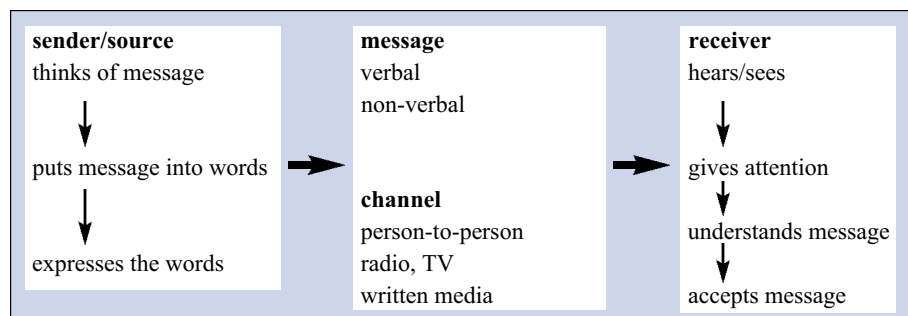 sender/source
thinks of message
puts message into words
expresses the words
message
verbal
non-verbal
channel
person-to-person
radio, TV
written media
receiver
hears/sees
gives attention
understands message
accepts message